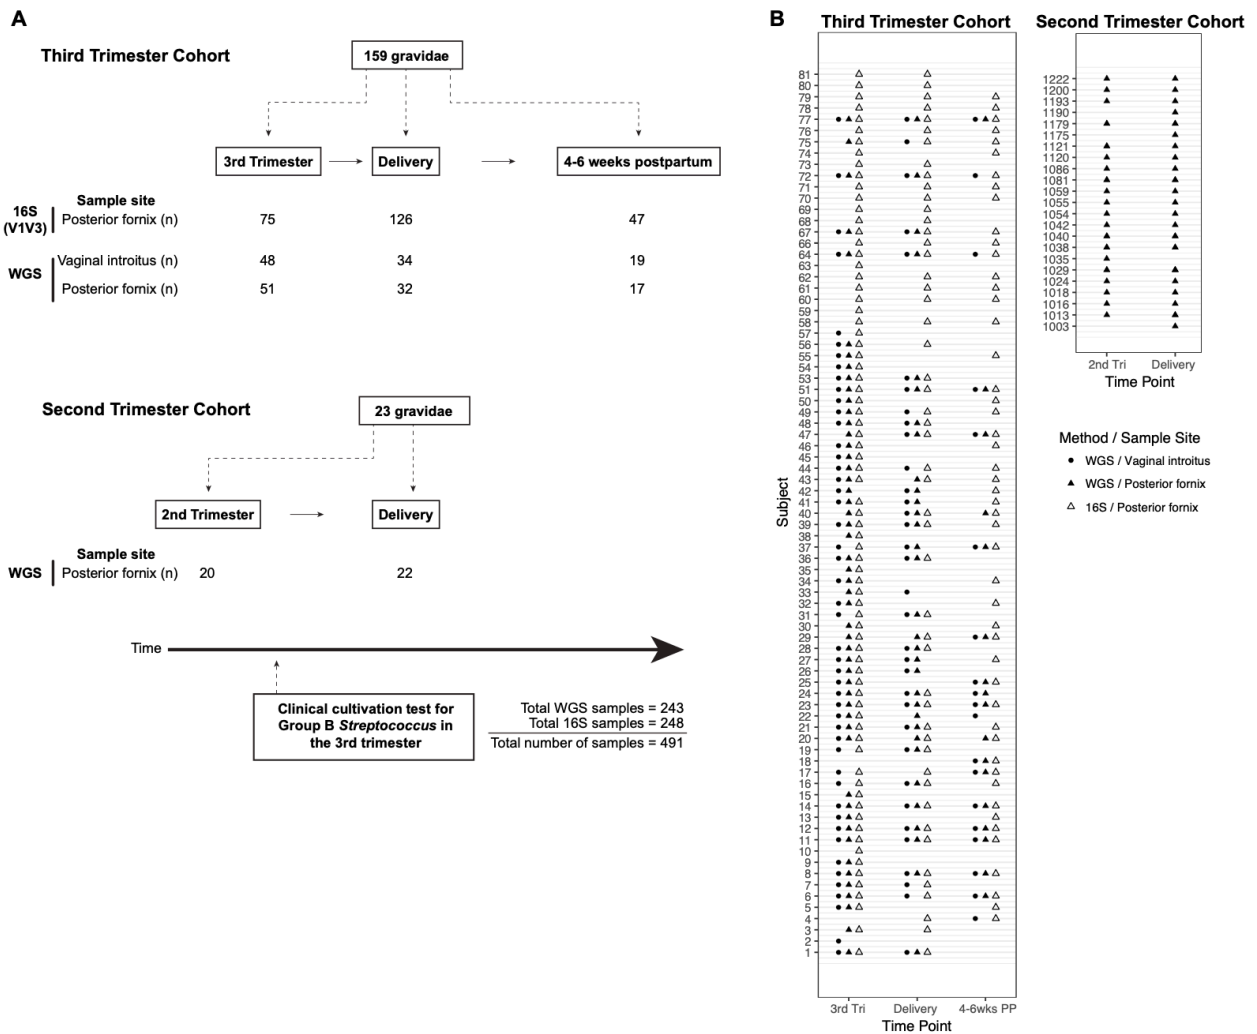 A
Third Trimester Cohort
159 gravidae
3rd Trimester
Delivery
4-6 weeks postpartum
Sample site
16S
(V1V3)
Posterior fornix (n)
75
126
47
WGS
Vaginal introitus (n)
48
34
19
Posterior fornix (n)
51
32
17
Second Trimester Cohort
23 gravidae
2nd Trimester
Delivery
Sample site
WGS
Posterior fornix (n)
20
22
Time
Clinical cultivation test for
Group B Streptococcus in
the 3rd trimester
Total WGS samples = 243
Total 16S samples = 248
Total number of samples = 491
B
Third Trimester Cohort
Subject
81
80
79
78
77
76
75
74
73
72
71
70
69
68
67
66
64
63
62
61
60
59
58
57
56
55
54
53
51
50
49
48
47
46
45
44
43
42
41
40
39
38
37
36
35
34
33
32
31
30
29
28
27
26
25
24
23
22
21
20
19
18
17
16
15
14
13
12
11
10
9
8
7
6
5
4
3
2
1
3rd Tri
Delivery
4-6wks PP
Time Point
Second Trimester Cohort
1222
1200
1193
1190
1179
1175
1121
1120
1086
1081
1059
1055
1054
1042
1040
1038
1035
1029
1024
1018
1016
1013
1003
2nd Tri
Delivery
Time Point
Method / Sample Site
WGS / Vaginal introitus
WGS / Posterior fornix
16S / Posterior fornix